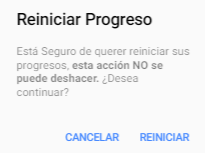 Reiniciar Progreso
Está Seguro de querer reiniciar sus
progresos, esta acción NO se
puede deshacer. ¿Desea
continuar?
CANCELAR REINICIAR